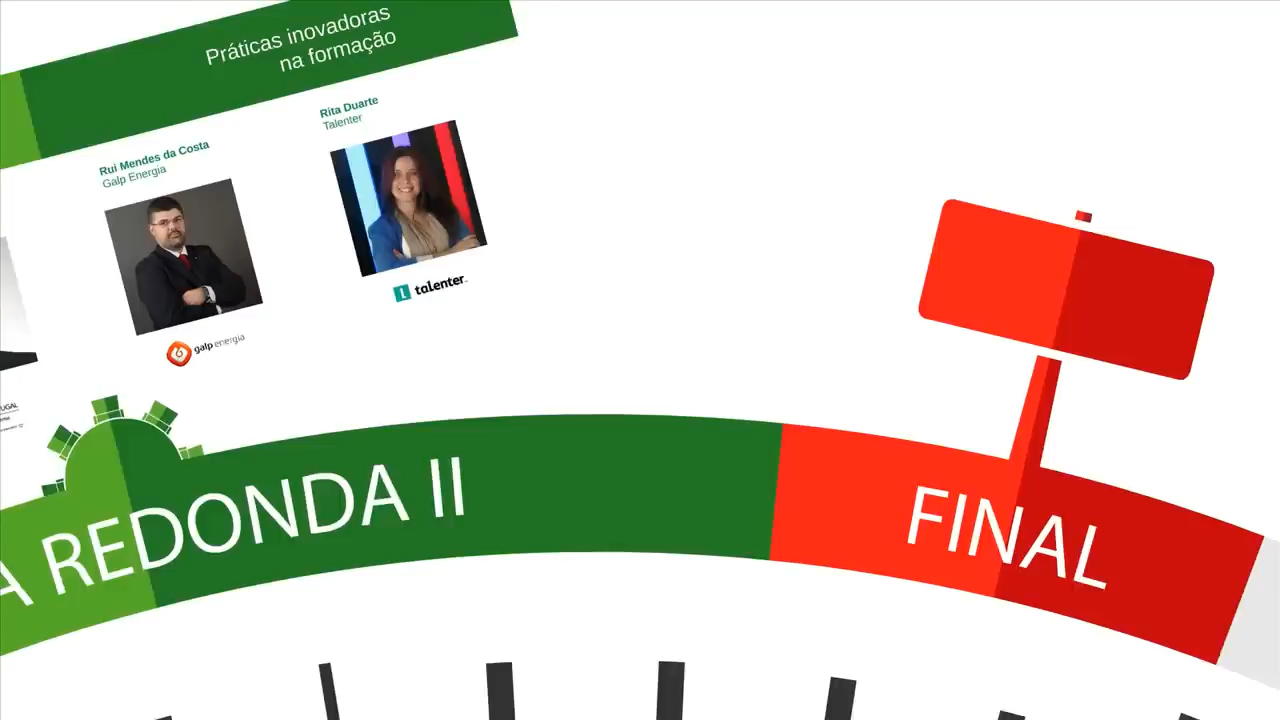 Práticas inovadoras
na formação
Rita Duarte
Talenter
Rui Mendes da Costa
Galp Energia
talenter
galp energia
UGAL
A REDONDA II
FINAL